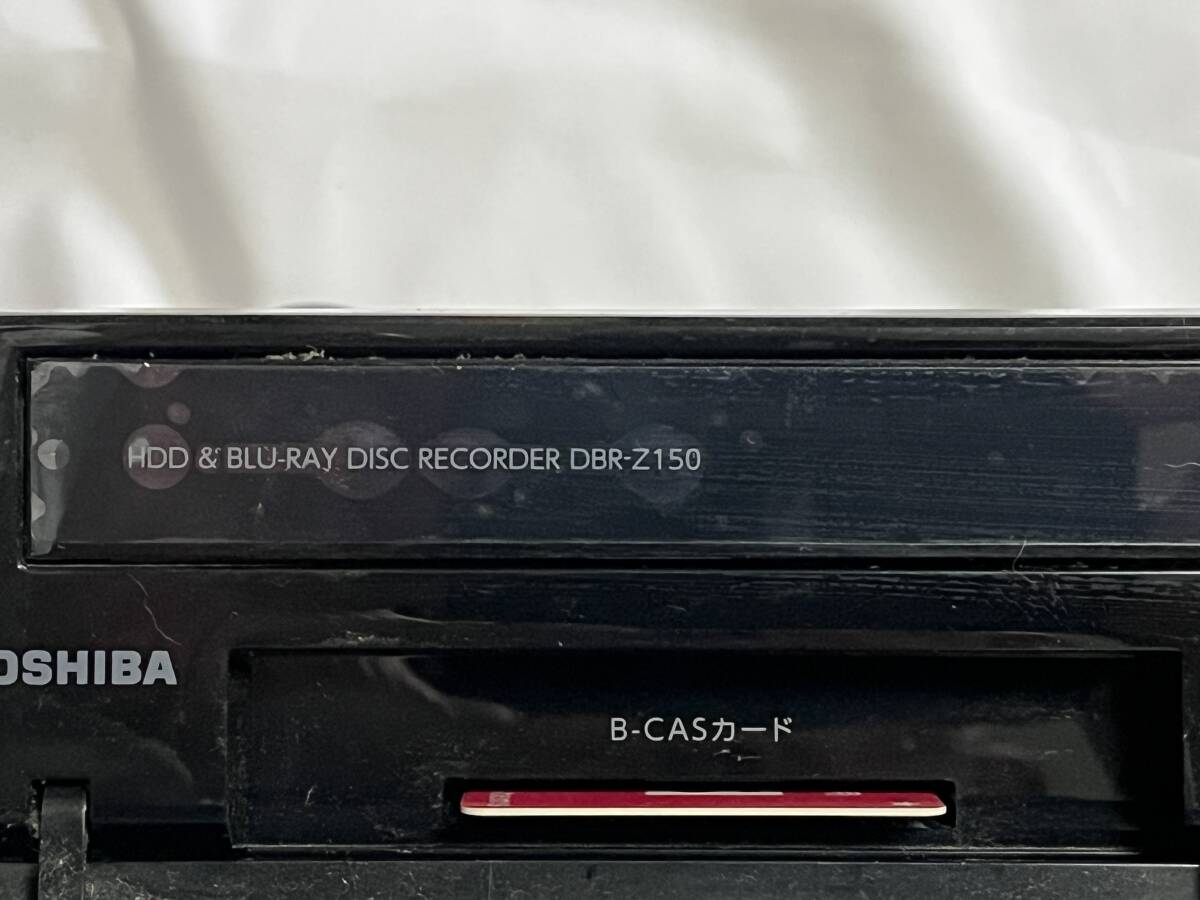 HDD & BLU-RAY DISC RECORDER DBR-Z150
OSHIBA
B-CASカード